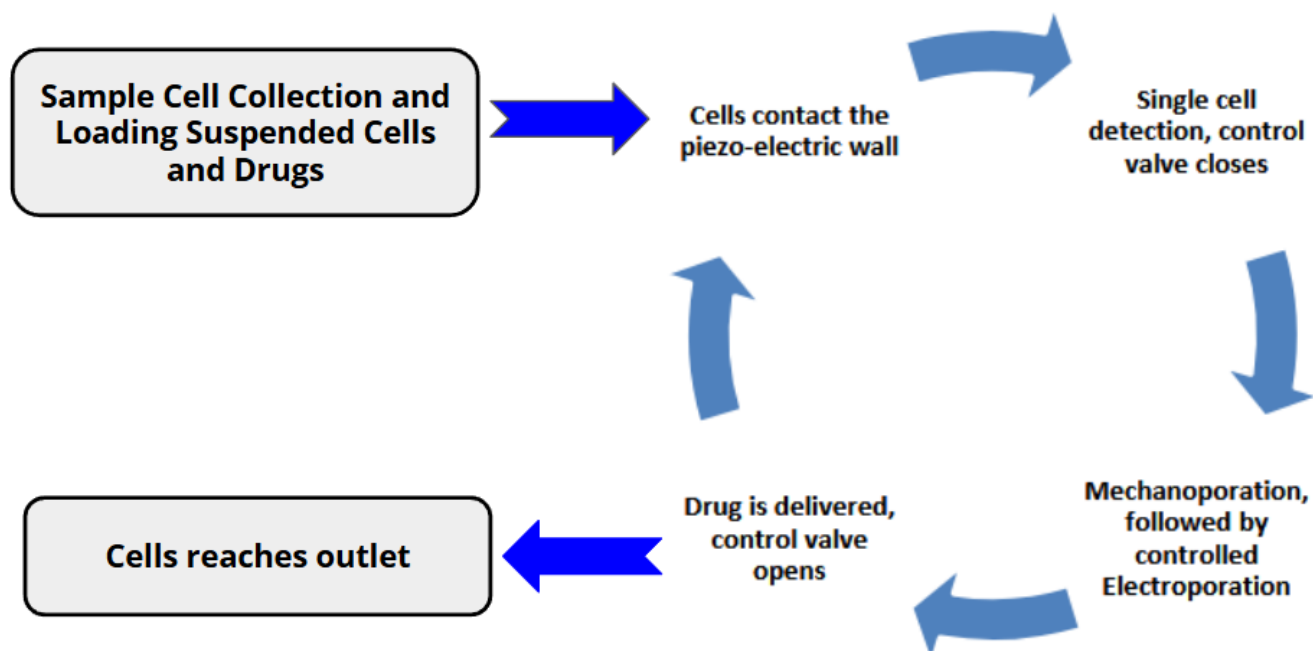 Sample Cell Collection and
Loading Suspended Cells
and Drugs
Cells contact the
piezo-electric wall
Single cell
detection, control
valve closes
Mechanoporation,
followed by
controlled
Electroporation
Drug is delivered,
control valve
opens
Cells reaches outlet